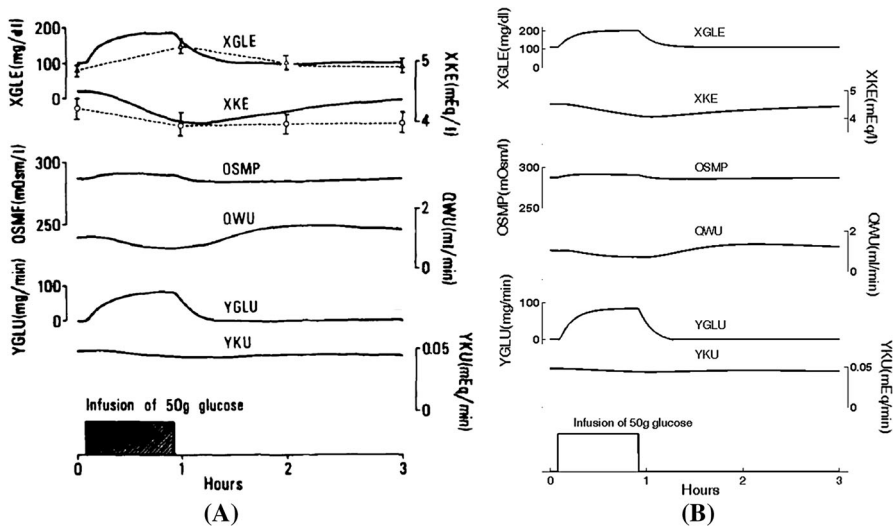 XGLE(mg/dl)
200
100
0
XGLE
5
4
XKE(mEq/l)
XKE
OSMF(mOsm/l)
290
250
OSMP
QWU
2
1
0
QWU(ml/min)
YGLU(mg/min)
100
0
YGLU
YKU
0.05
0
YKU(mEq/min)
Infusion of 50g glucose
0 1 2 3
Hours
(A)
B
XGLE(mg/dl)
200
100
0
XGLE
5
4
XKE(mEq/l)
XKE
OSMP(mOsm/l)
290
250
OSMP
QWU
2
1
0
QWU(ml/min)
YGLU(mg/min)
100
0
YGLU
YKU
0.05
0
YKU(mEq/min)
Infusion of 50g glucose
0 1 2 3
Hours
(B)